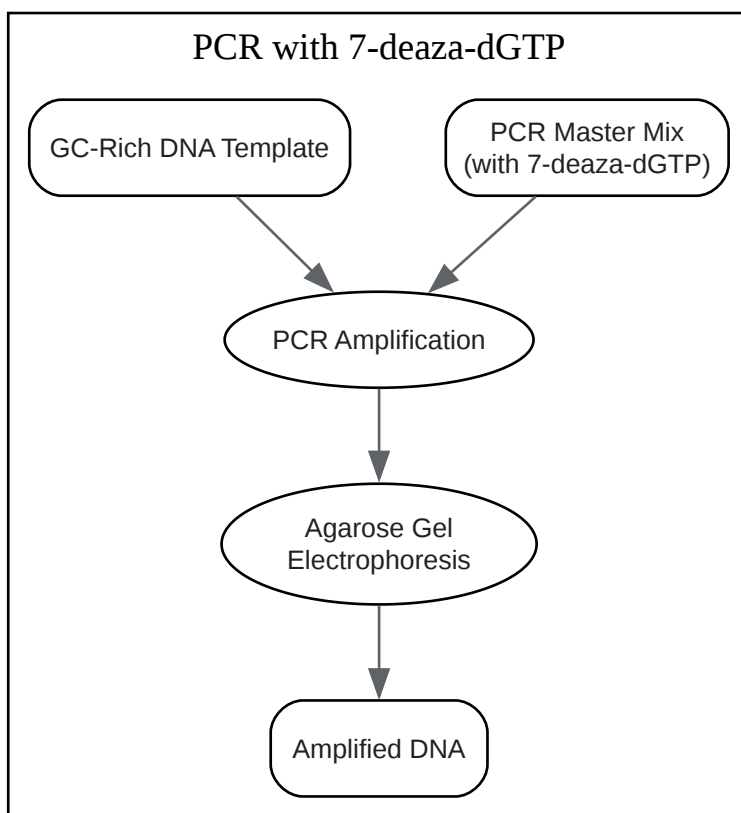 PCR with 7-deaza-dGTP
GC-Rich DNA Template
PCR Master Mix
(with 7-deaza-dGTP)
PCR Amplification
Agarose Gel
Electrophoresis
Amplified DNA